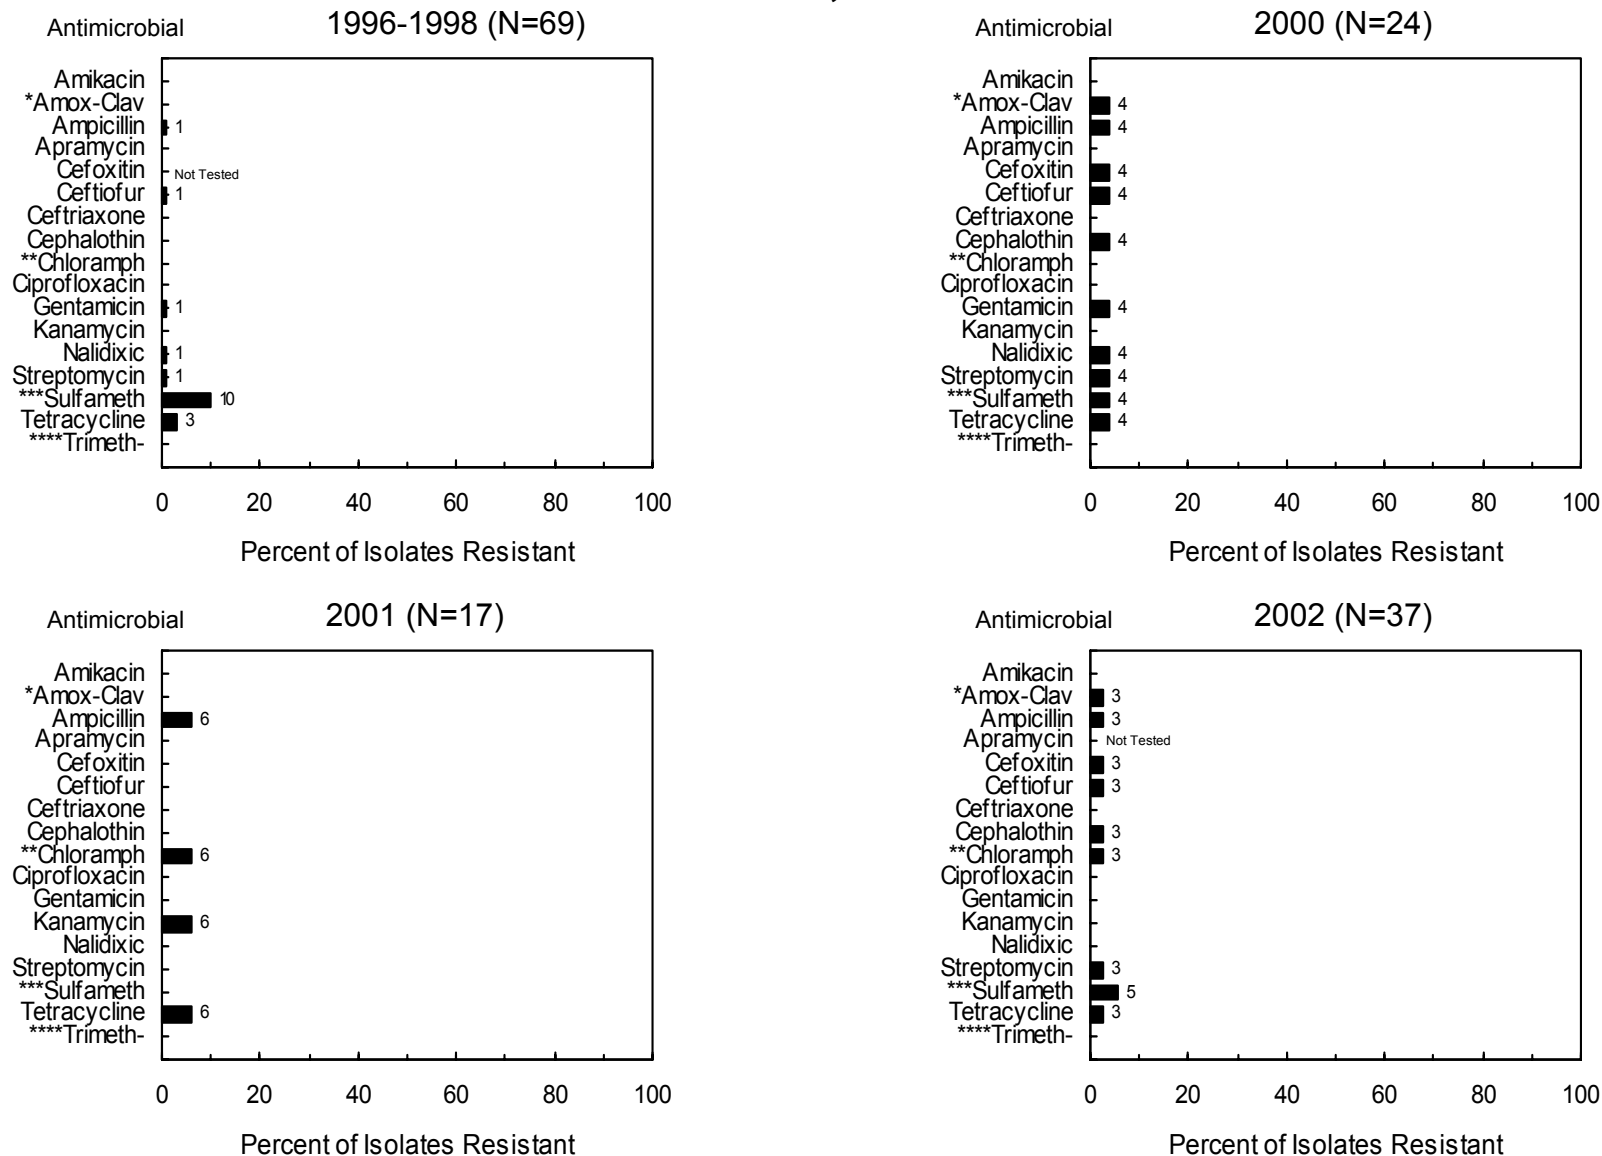 Antimicrobial 1996-1998 (N=69)
Amikacin
*Amox-Clav
Ampicillin 1
Apramycin
Cefoxitin Not Tested
Ceftiofur 1
Ceftriaxone
Cephalothin
**Chloramph
Ciprofloxacin
Gentamicin 1
Kanamycin
Nalidixic 1
Streptomycin 1
***Sulfameth 10
Tetracycline 3
****Trimeth-
0 20 40 60 80 100
Percent of Isolates Resistant
Antimicrobial 2000 (N=24)
Amikacin
*Amox-Clav 4
Ampicillin 4
Apramycin
Cefoxitin 4
Ceftiofur 4
Ceftriaxone
Cephalothin 4
**Chloramph
Ciprofloxacin
Gentamicin 4
Kanamycin
Nalidixic 4
Streptomycin 4
***Sulfameth 4
Tetracycline 4
****Trimeth-
0 20 40 60 80 100
Percent of Isolates Resistant
Antimicrobial 2001 (N=17)
Amikacin
*Amox-Clav
Ampicillin 6
Apramycin
Cefoxitin
Ceftiofur
Ceftriaxone
Cephalothin
**Chloramph 6
Ciprofloxacin
Gentamicin
Kanamycin 6
Nalidixic
Streptomycin
***Sulfameth
Tetracycline 6
****Trimeth-
0 20 40 60 80 100
Percent of Isolates Resistant
Antimicrobial 2002 (N=37)
Amikacin
*Amox-Clav 3
Ampicillin 3
Apramycin Not Tested
Cefoxitin 3
Ceftiofur 3
Ceftriaxone
Cephalothin 3
**Chloramph 3
Ciprofloxacin
Gentamicin
Kanamycin
Nalidixic
Streptomycin 3
***Sulfameth 5
Tetracycline 3
****Trimeth-
0 20 40 60 80 100
Percent of Isolates Resistant